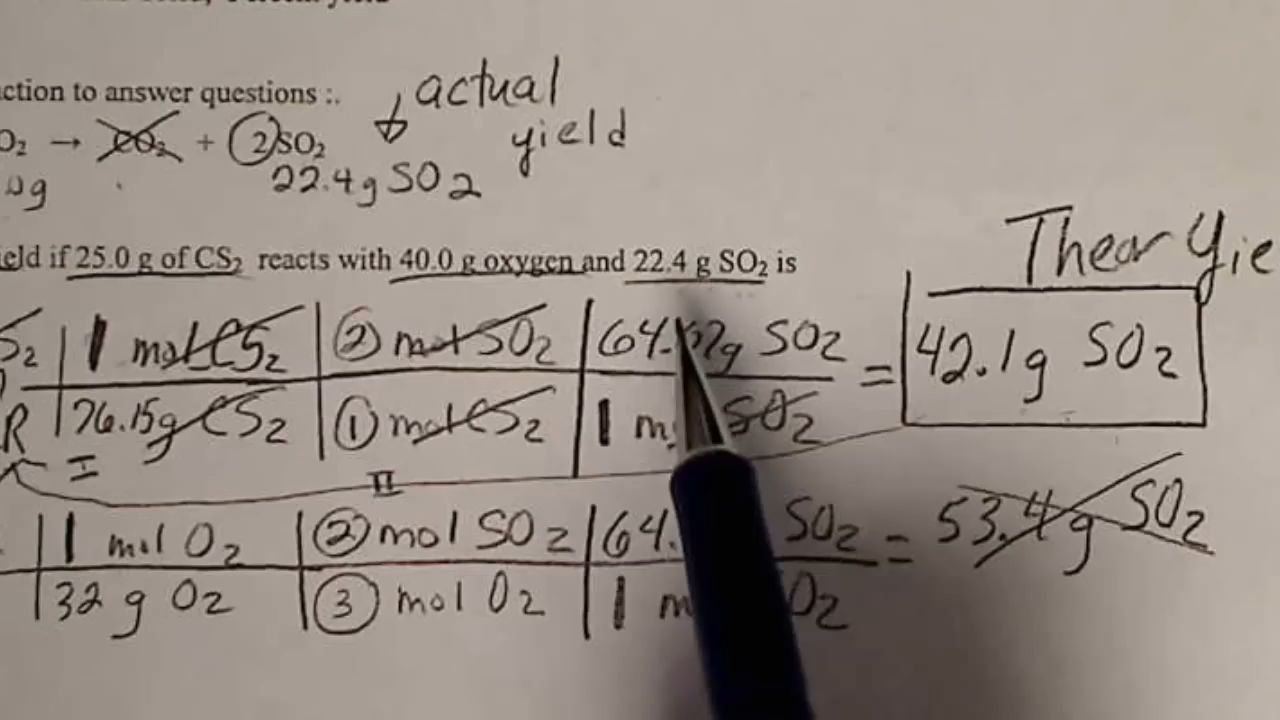 ction to answer questions :.
actual
yield
O₂ → CO₂ + 2SO₂
0g
22.4g SO₂
Theor Yie
eld if 25.0 g of CS₂ reacts with 40.0 g oxygen and 22.4 g SO₂ is
S₂ | 1 mol CS₂ | 2 mol SO₂ | 64.07g SO₂ = 42.1g SO₂
R | 76.15g CS₂ | 1 mol CS₂ | 1 m SO₂
I
II
1 mol O₂ | 2 mol SO₂ | 64. SO₂ = 53.4g SO₂
32 g O₂ | 3 mol O₂ | 1 m O₂